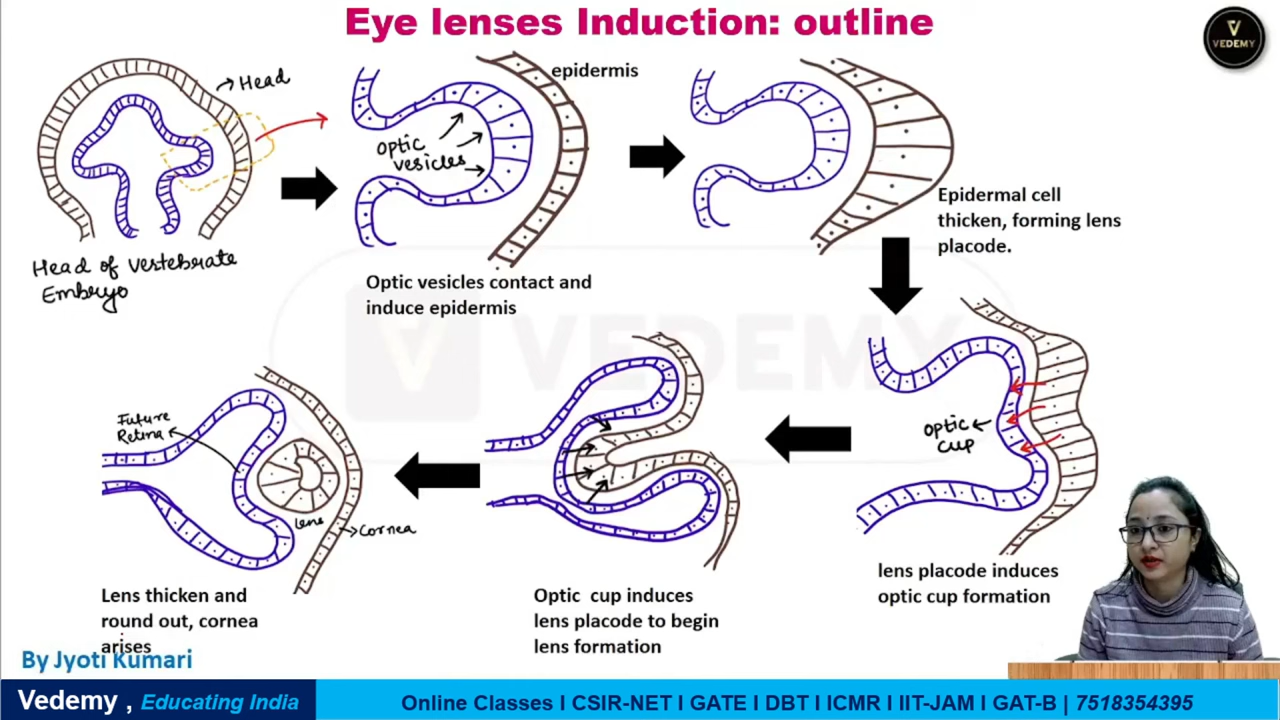 Eye lenses Induction: outline
V
VEDEMY
→ Head
epidermis
Optic
vesicles
Head of Vestebrate
Embryo
Optic vesicles contact and
induce epidermis
Epidermal cell
thicken, forming lens
placode.
VEDEMY
Future
Retina
Lens
Cornea
Optic
cup
Lens thicken and
round out, cornea
arises
Optic cup induces
lens placode to begin
lens formation
lens placode induces
optic cup formation
By Jyoti Kumari
Vedemy , Educating India
Online Classes I CSIR-NET I GATE I DBT I ICMR I IIT-JAM I GAT-B | 7518354395